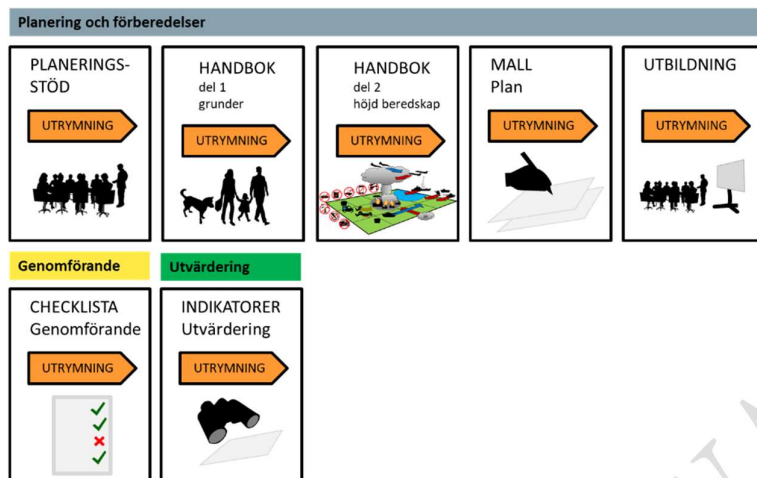 Planering och förberedelser
PLANERINGS-
STÖD
UTRYMNING
HANDBOK
del 1
grunder
UTRYMNING
HANDBOK
del 2
höjd beredskap
UTRYMNING
MALL
Plan
UTRYMNING
UTBILDNING
UTRYMNING
Genomförande
CHECKLISTA
Genomförande
UTRYMNING
Utvärdering
INDIKATORER
Utvärdering
UTRYMNING